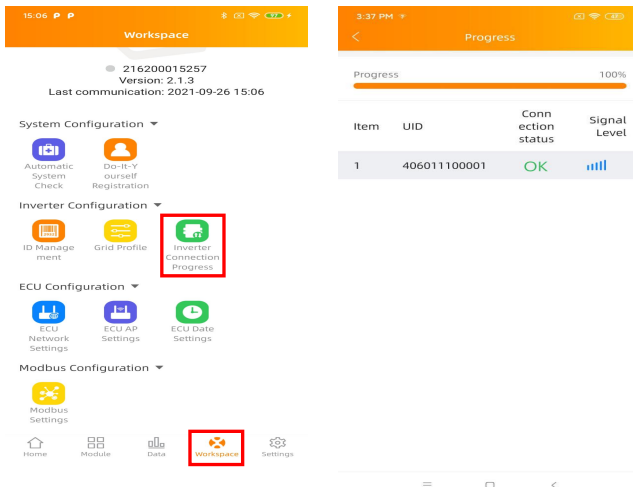 15:06
97
Workspace
216200015257
Version: 2.1.3
Last communication: 2021-09-26 15:06
System Configuration
Automatic
System
Check
Do-It-Y
ourself
Registration
Inverter Configuration
ID Manage
ment
Grid Profile
Inverter
Connection
Progress
ECU Configuration
ECU
Network
Settings
ECU AP
Settings
ECU Date
Settings
Modbus Configuration
Modbus
Settings
Home
Module
Data
Workspace
Settings
3:37 PM
Progress
Progress 100%
Item UID Conn
ection
status Signal
Level
1 406011100001 OK